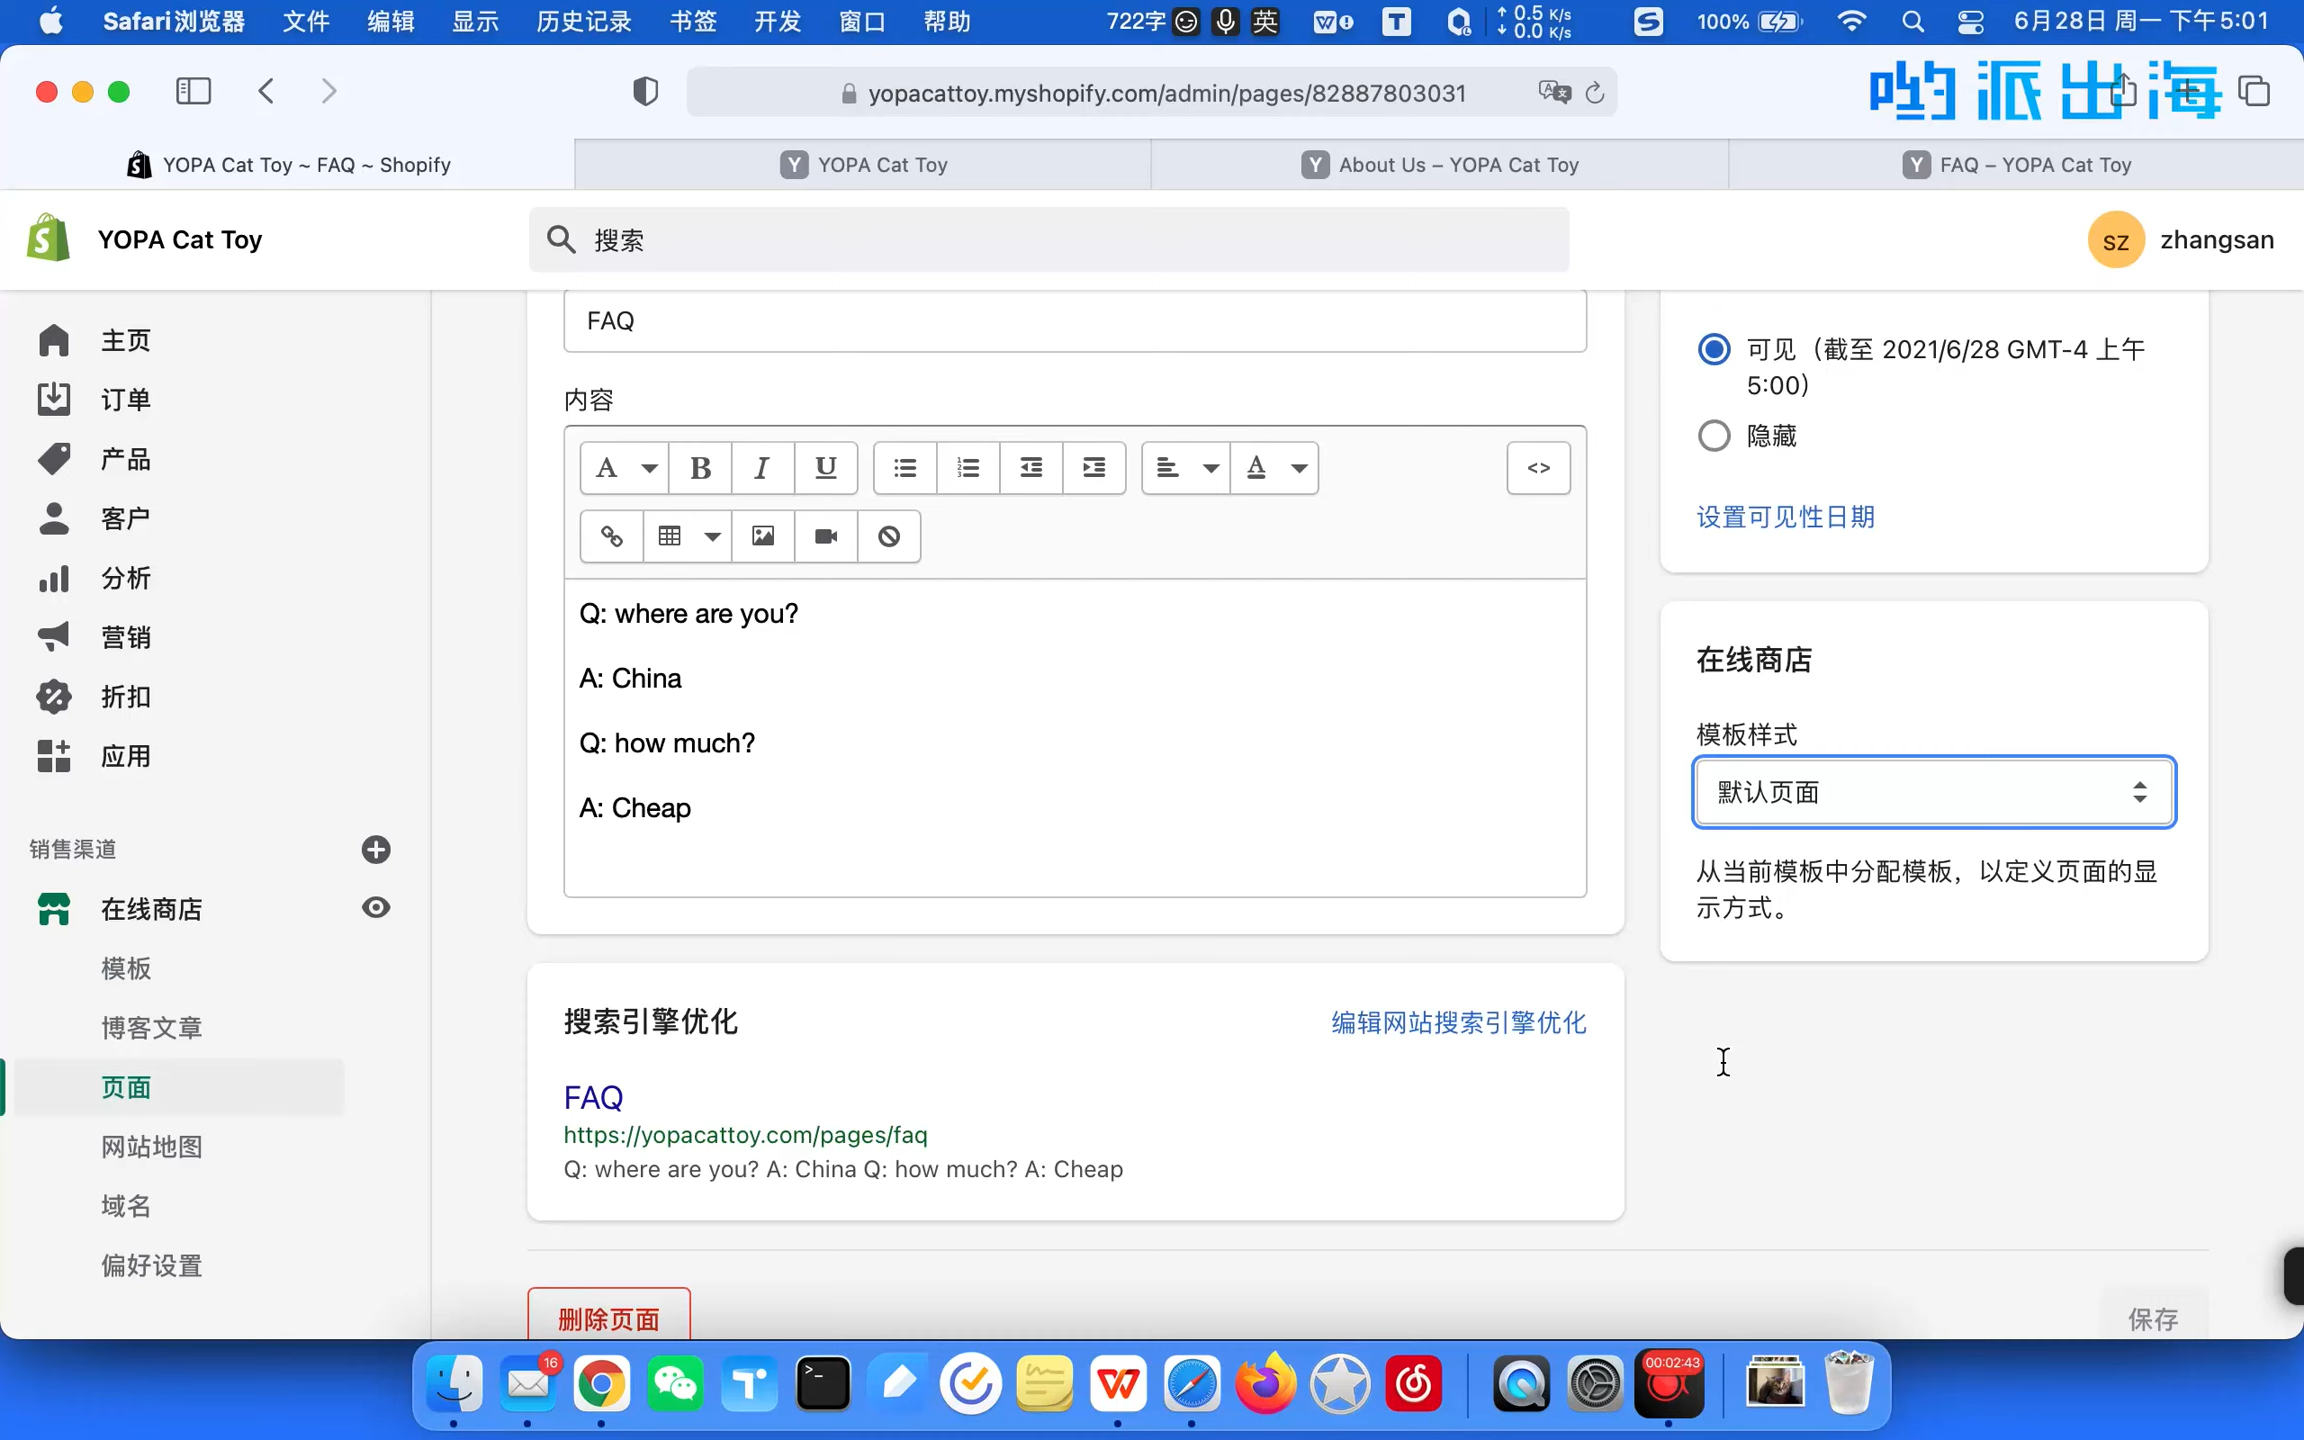 Safari浏览器 文件 编辑 显示 历史记录 书签 开发 窗口 帮助 722字 英 0.5 K/s 0.0 K/s 100% 6月28日 周一 下午5:01
yopacattoy.myshopify.com/admin/pages/82887803031
哟派出海
YOPA Cat Toy ~ FAQ ~ Shopify
Y YOPA Cat Toy
Y About Us – YOPA Cat Toy
Y FAQ – YOPA Cat Toy
YOPA Cat Toy
搜索
sz zhangsan
主页
订单
产品
客户
分析
营销
折扣
应用
销售渠道
在线商店
模板
博客文章
页面
网站地图
域名
偏好设置
FAQ
内容
A B I U A <>
Q: where are you?
A: China
Q: how much?
A: Cheap
搜索引擎优化
编辑网站搜索引擎优化
FAQ
https://yopacattoy.com/pages/faq
Q: where are you? A: China Q: how much? A: Cheap
删除页面
保存
可见（截至 2021/6/28 GMT-4 上午
5:00)
隐藏
设置可见性日期
在线商店
模板样式
默认页面
从当前模板中分配模板，以定义页面的显
示方式。
16
00:02:43